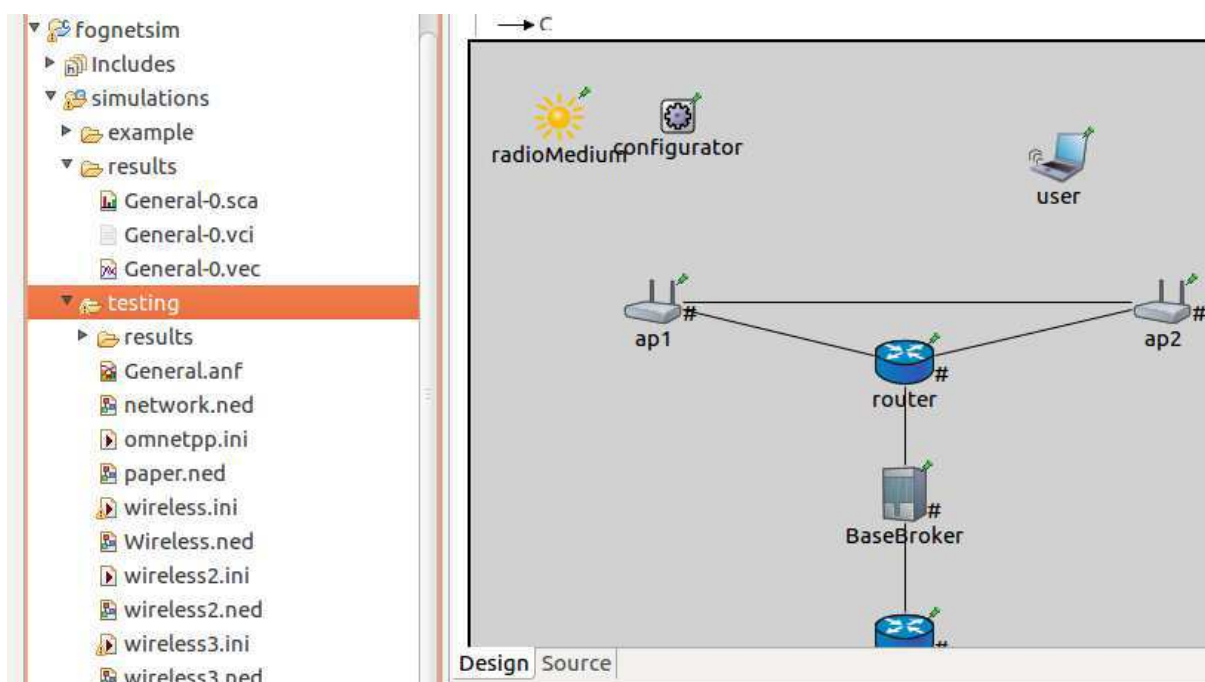 fognetsim
Includes
simulations
example
results
General-0.sca
General-0.vci
General-0.vec
testing
results
General.anf
network.ned
omnetpp.ini
paper.ned
wireless.ini
Wireless.ned
wireless2.ini
wireless2.ned
wireless3.ini
wireless3.ned
C
radioMedium
configurator
user
ap1
#
ap2
#
router
#
BaseBroker
#
#
Design Source